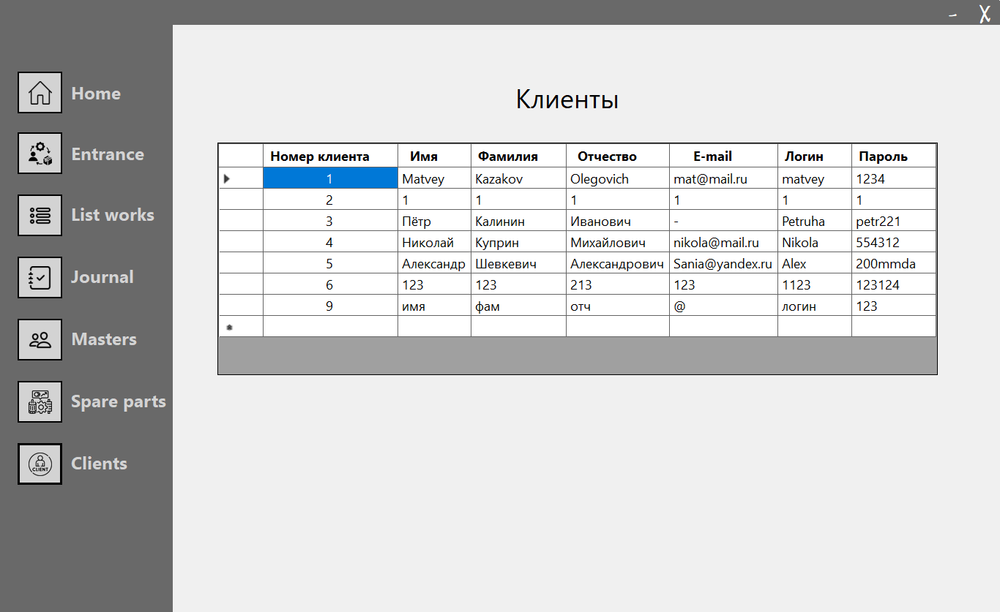 Home
Entrance
List works
Journal
Masters
Spare parts
CLIENT
Clients
Клиенты
Номер клиента Имя Фамилия Отчество E-mail Логин Пароль
1 Matvey Kazakov Olegovich mat@mail.ru matvey 1234
2 1 1 1 1 1 1
3 Пётр Калинин Иванович - Petruha petr221
4 Николай Куприн Михайлович nikola@mail.ru Nikola 554312
5 Александр Шевкевич Александрович Sania@yandex.ru Alex 200mmda
6 123 123 213 123 1123 123124
9 имя фам отч @ логин 123